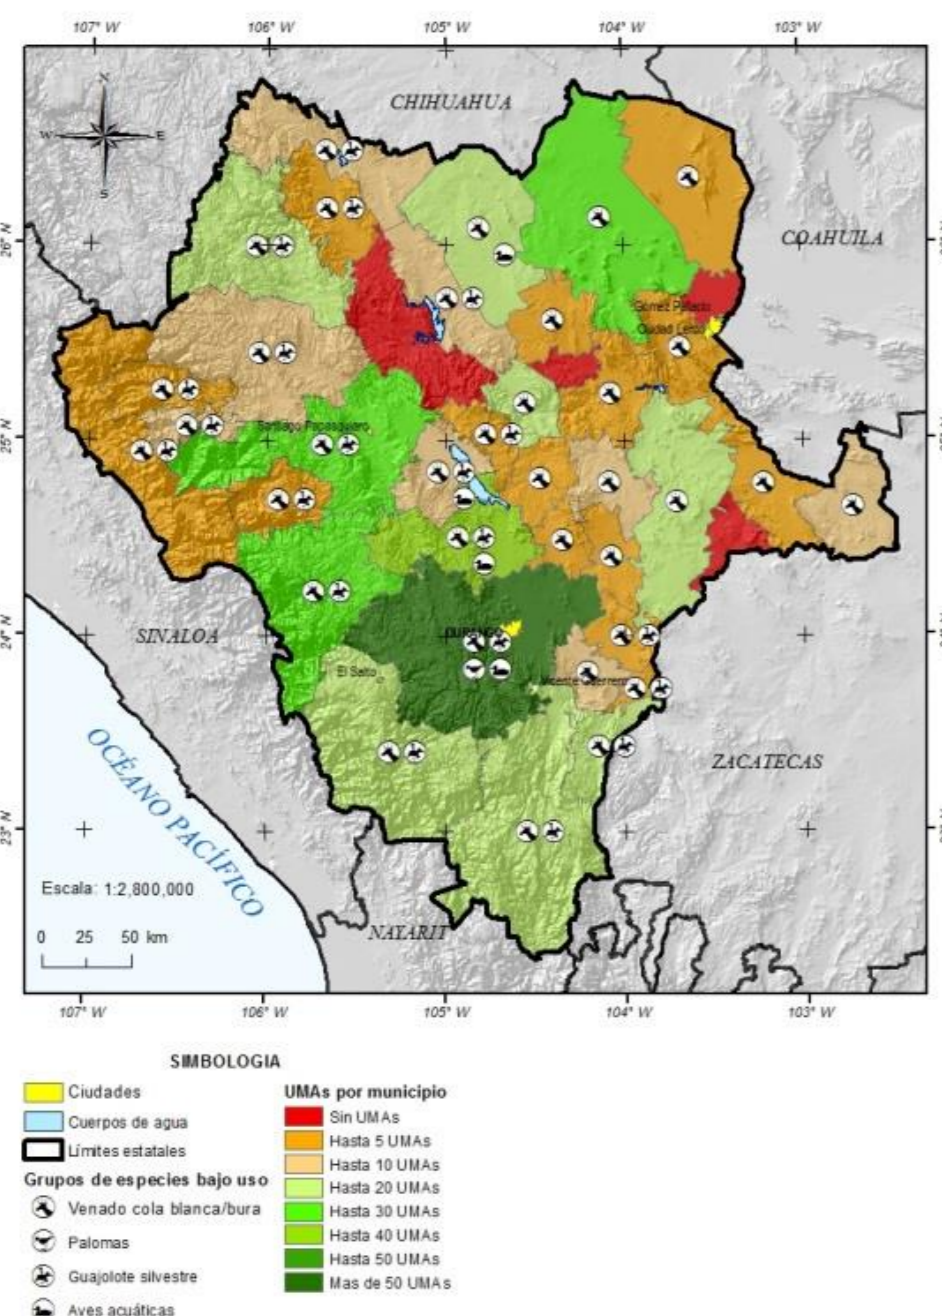 107° W 106° W 105° W 104° W 103° W
N
W E
S
CHIHUAHUA
26° N
COAHUILA
Gómez Palacio
Ciudad Lerdo
Santiago Papasquiaro
25° N
24° N
SINALOA
DURANGO
El Salto
Vicente Guerrero
OCÉANO PACÍFICO
ZACATECAS
23° N
Escala: 1:2,800,000
0 25 50 km
NAYARIT
107° W 106° W 105° W 104° W 103° W
SIMBOLOGIA
Ciudades
Cuerpos de agua
Límites estatales
Grupos de especies bajo uso
Venado cola blanca/bura
Palomas
Guajolote silvestre
Aves acuáticas
UMAs por municipio
Sin UMAs
Hasta 5 UMAs
Hasta 10 UMAs
Hasta 20 UMAs
Hasta 30 UMAs
Hasta 40 UMAs
Hasta 50 UMAs
Mas de 50 UMAs